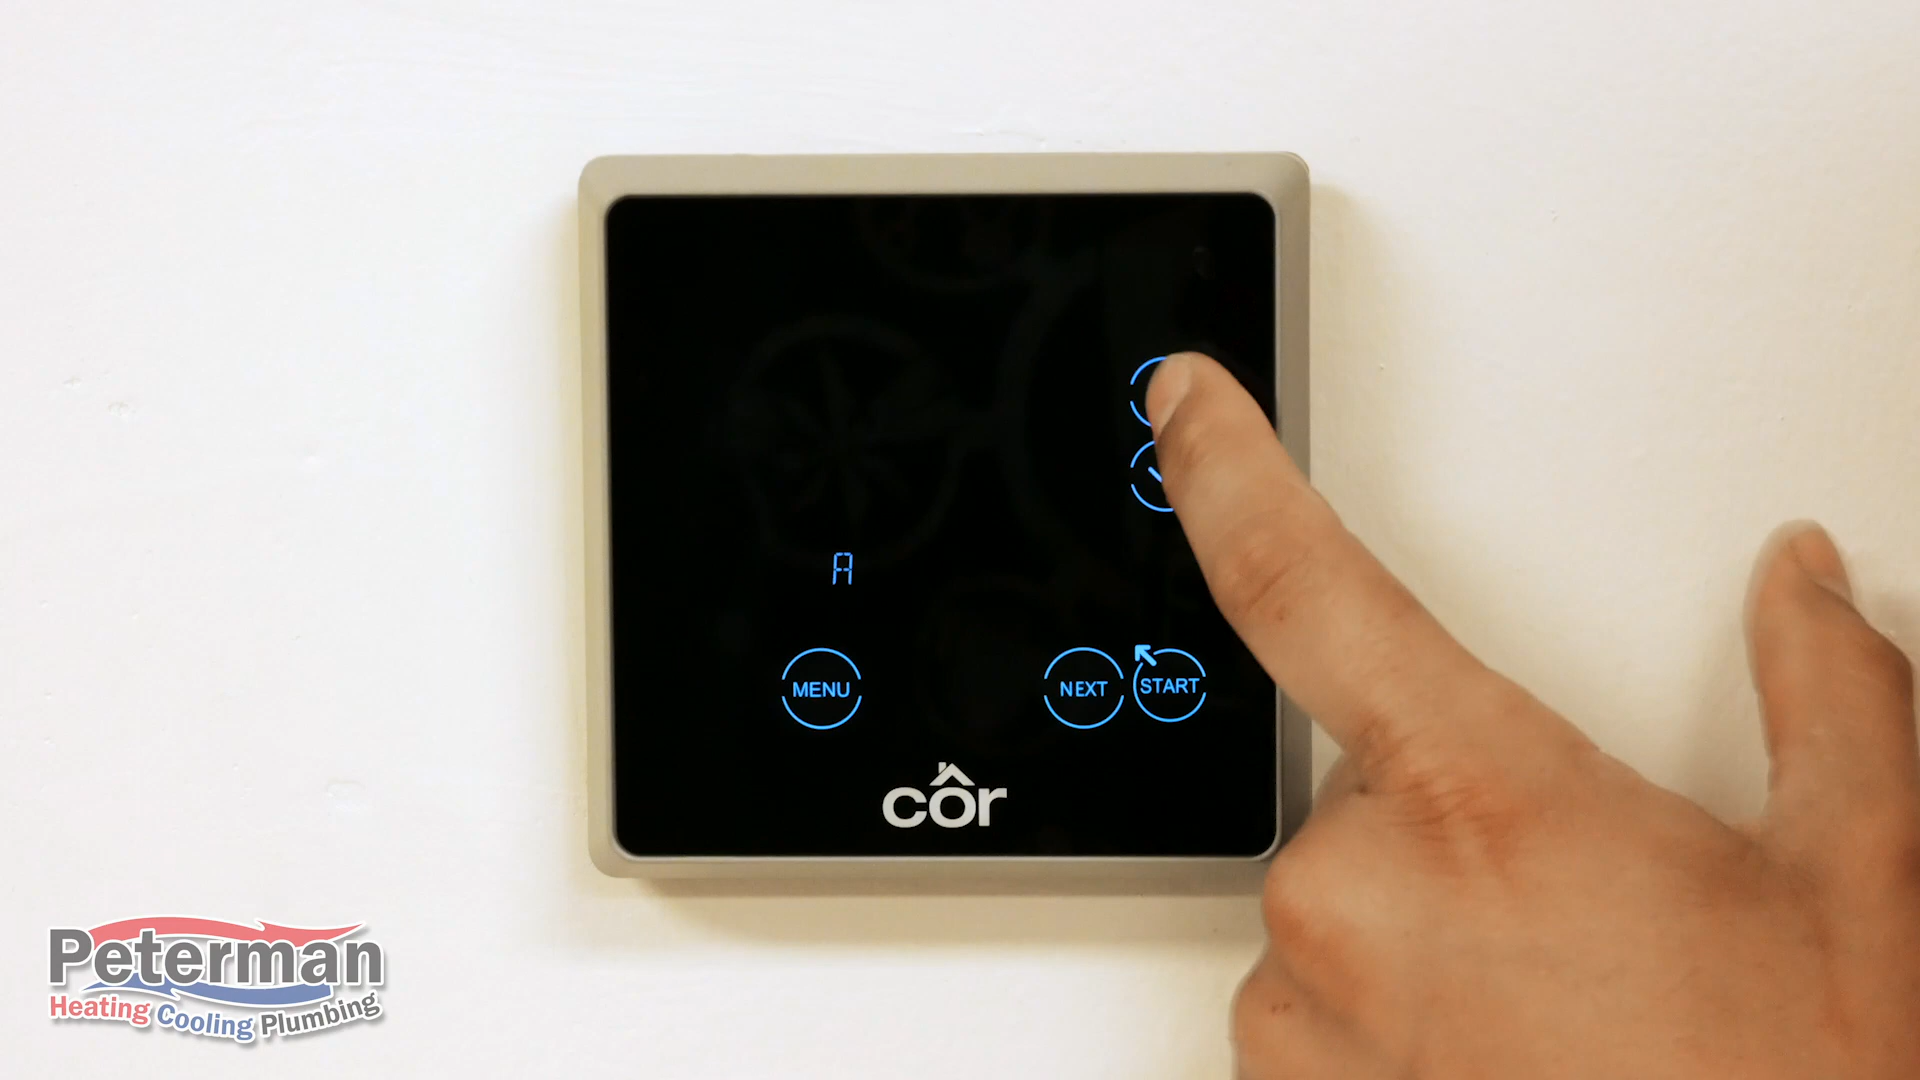 A
MENU
NEXT
START
côr
Peterman
Heating Cooling Plumbing